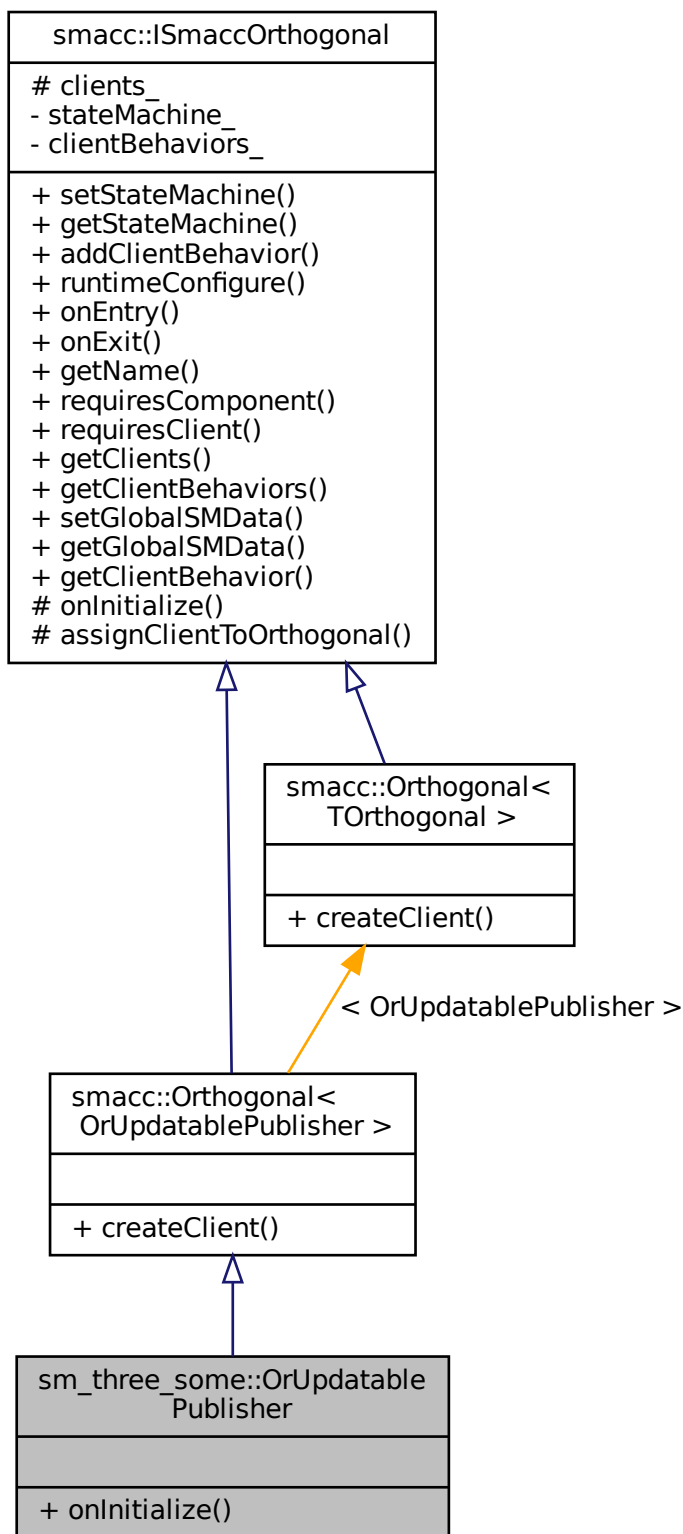 smacc::ISmaccOrthogonal
# clients_
- stateMachine_
- clientBehaviors_
+ setStateMachine()
+ getStateMachine()
+ addClientBehavior()
+ runtimeConfigure()
+ onEntry()
+ onExit()
+ getName()
+ requiresComponent()
+ requiresClient()
+ getClients()
+ getClientBehaviors()
+ setGlobalSMData()
+ getGlobalSMData()
+ getClientBehavior()
# onInitialize()
# assignClientToOrthogonal()
smacc::Orthogonal<
TOrthogonal >
+ createClient()
< OrUpdatablePublisher >
smacc::Orthogonal<
OrUpdatablePublisher >
+ createClient()
sm_three_some::OrUpdatable
Publisher
+ onInitialize()